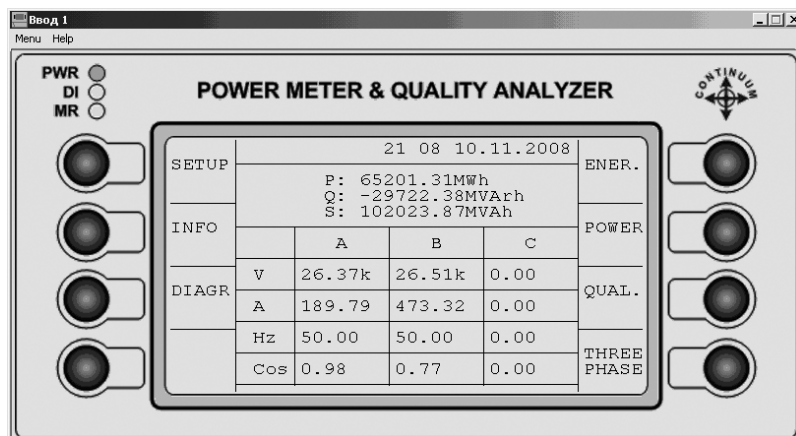 Ввод 1
Menu Help
PWR
DI
MR
POWER METER & QUALITY ANALYZER
CONTINUUM
21 08 10.11.2008
SETUP
ENER.
P: 65201.31MWh
Q: -29722.38MVArh
S: 102023.87MVAh
INFO
POWER
A B C
V 26.37k 26.51k 0.00
DIAGR
QUAL.
A 189.79 473.32 0.00
Hz 50.00 50.00 0.00
THREE
PHASE
Cos 0.98 0.77 0.00